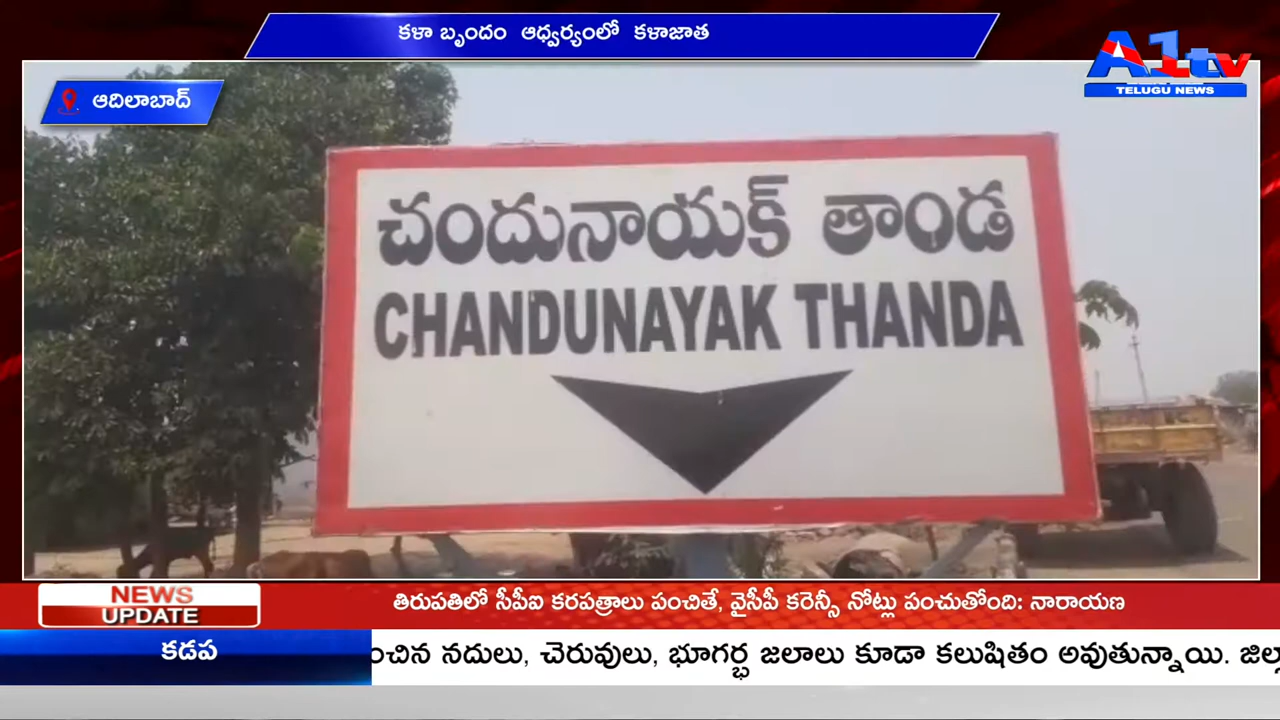 కళా బృందం ఆధ్వర్యంలో కళాజాత
A1tv
TELUGU NEWS
ఆదిలాబాద్
చందునాయక్ తాండ
CHANDUNAYAK THANDA
NEWS
UPDATE
తిరుపతిలో సీపీఐ కరపత్రాలు పంచితే, వైసీపీ కరెన్సీ నోట్లు పంచుతోంది: నారాయణ
కడప
నదులు, చెరువులు, భూగర్భ జలాలు కూడా కలుషితం అవుతున్నాయి.